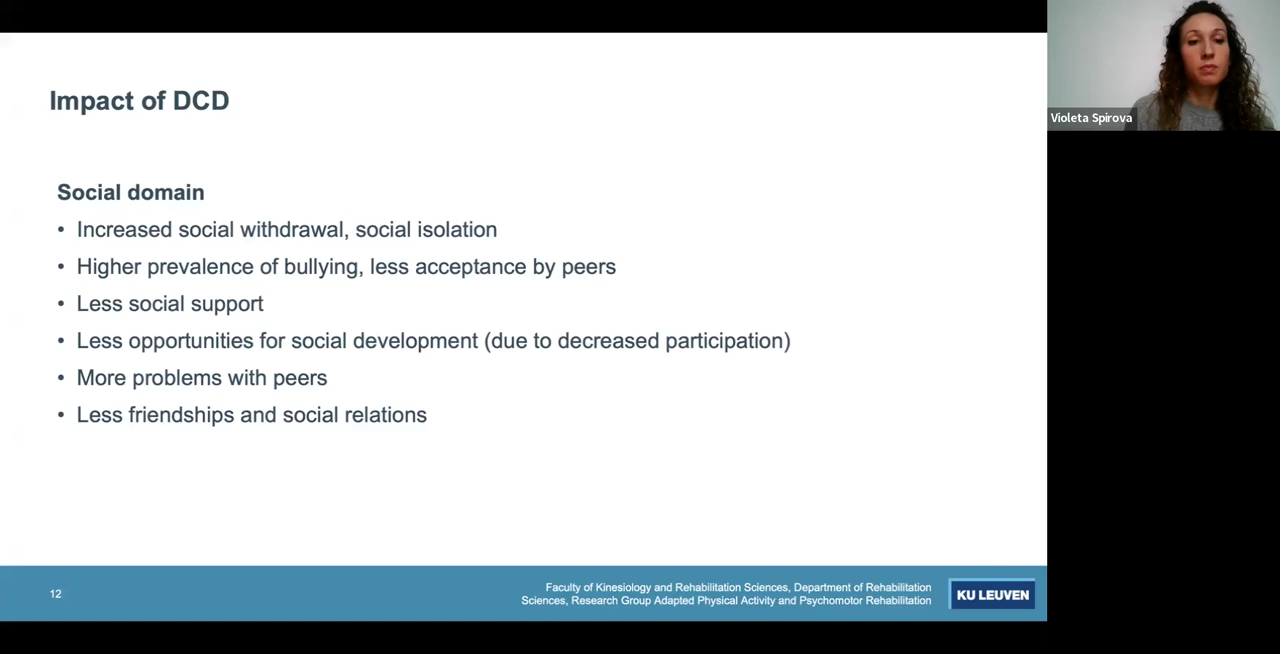 Impact of DCD
Social domain
• Increased social withdrawal, social isolation
• Higher prevalence of bullying, less acceptance by peers
• Less social support
• Less opportunities for social development (due to decreased participation)
• More problems with peers
• Less friendships and social relations
12
Faculty of Kinesiology and Rehabilitation Sciences, Department of Rehabilitation
Sciences, Research Group Adapted Physical Activity and Psychomotor Rehabilitation
KU LEUVEN
Violeta Spirova